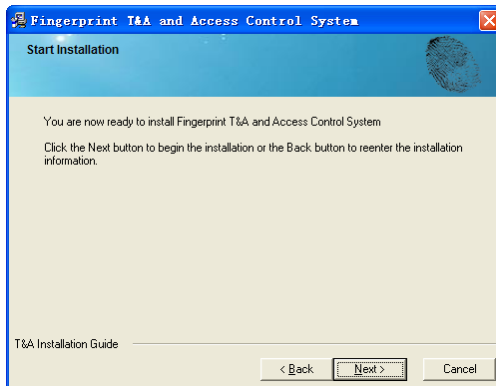 Fingerprint T&A and Access Control System
Start Installation
You are now ready to install Fingerprint T&A and Access Control System
Click the Next button to begin the installation or the Back button to reenter the installation
information.
T&A Installation Guide
< Back
Next >
Cancel